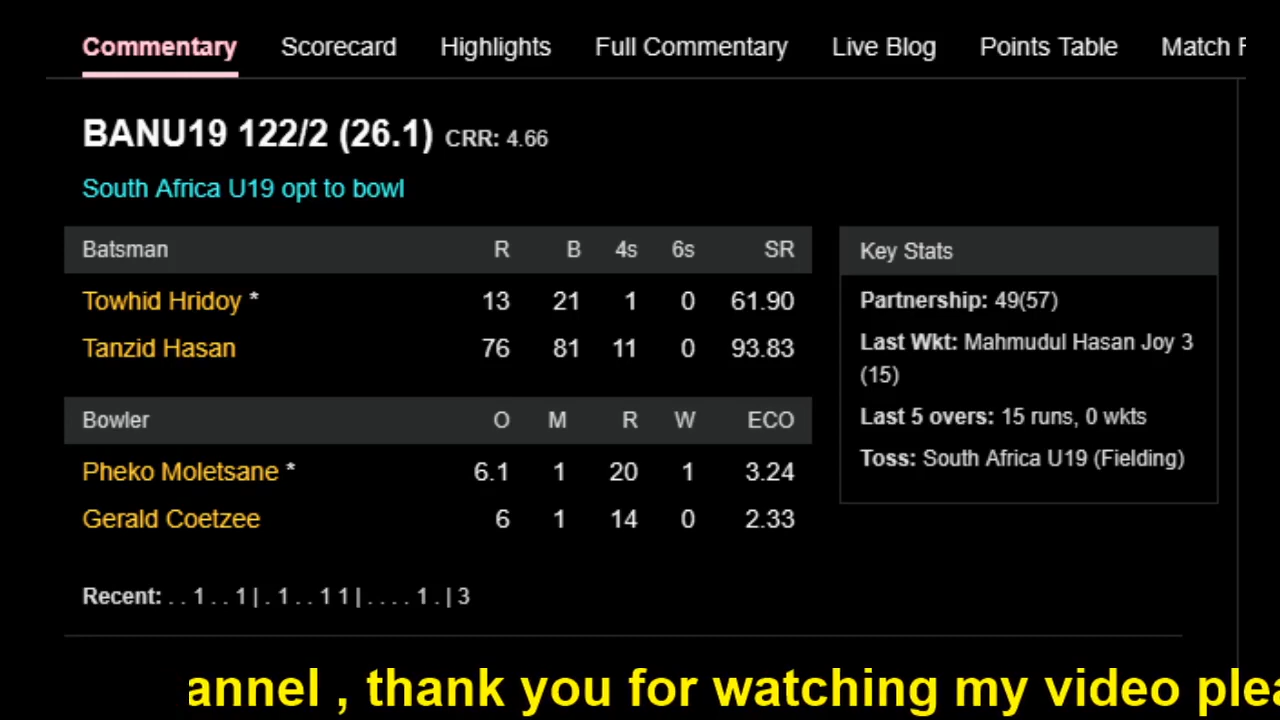 Commentary Scorecard Highlights Full Commentary Live Blog Points Table Match F
BANU19 122/2 (26.1) CRR: 4.66
South Africa U19 opt to bowl
Batsman R B 4s 6s SR
Towhid Hridoy * 13 21 1 0 61.90
Tanzid Hasan 76 81 11 0 93.83
Bowler O M R W ECO
Pheko Moletsane * 6.1 1 20 1 3.24
Gerald Coetzee 6 1 14 0 2.33
Recent: . . 1 . . 1 | . 1 . . 1 1 | . . . . 1 . | 3
Key Stats
Partnership: 49(57)
Last Wkt: Mahmudul Hasan Joy 3
(15)
Last 5 overs: 15 runs, 0 wkts
Toss: South Africa U19 (Fielding)
annel , thank you for watching my video plea